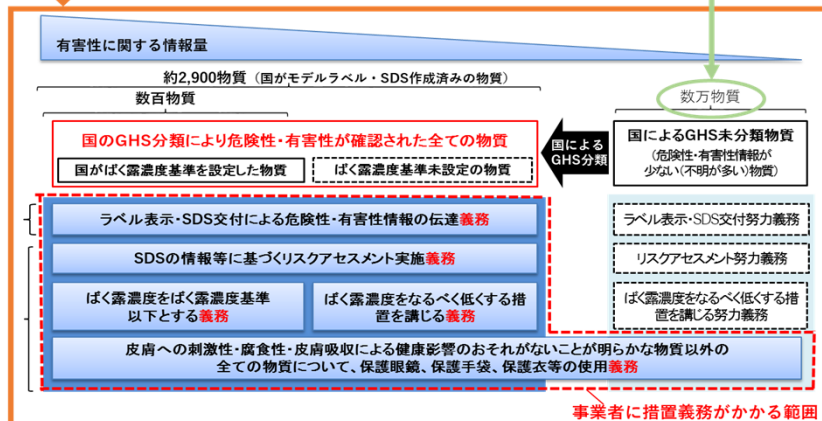 有害性に関する情報量
約2,900物質（国がモデルラベル・SDS作成済みの物質）
数百物質
数万物質
国のGHS分類により危険性・有害性が確認された全ての物質
国がばく露濃度基準を設定した物質
ばく露濃度基準未設定の物質
国による
GHS分類
国によるGHS未分類物質
（危険性・有害性情報が
少ない（不明が多い）物質）
ラベル表示・SDS交付による危険性・有害性情報の伝達義務
ラベル表示・SDS交付努力義務
SDSの情報等に基づくリスクアセスメント実施義務
リスクアセスメント努力義務
ばく露濃度をばく露濃度基準
以下とする義務
ばく露濃度をなるべく低くする措
置を講じる義務
ばく露濃度をなるべく低くする措
置を講じる努力義務
皮膚への刺激性・腐食性・皮膚吸収による健康影響のおそれがないことが明らかな物質以外の
全ての物質について、保護眼鏡、保護手袋、保護衣等の使用義務
事業者に措置義務がかかる範囲